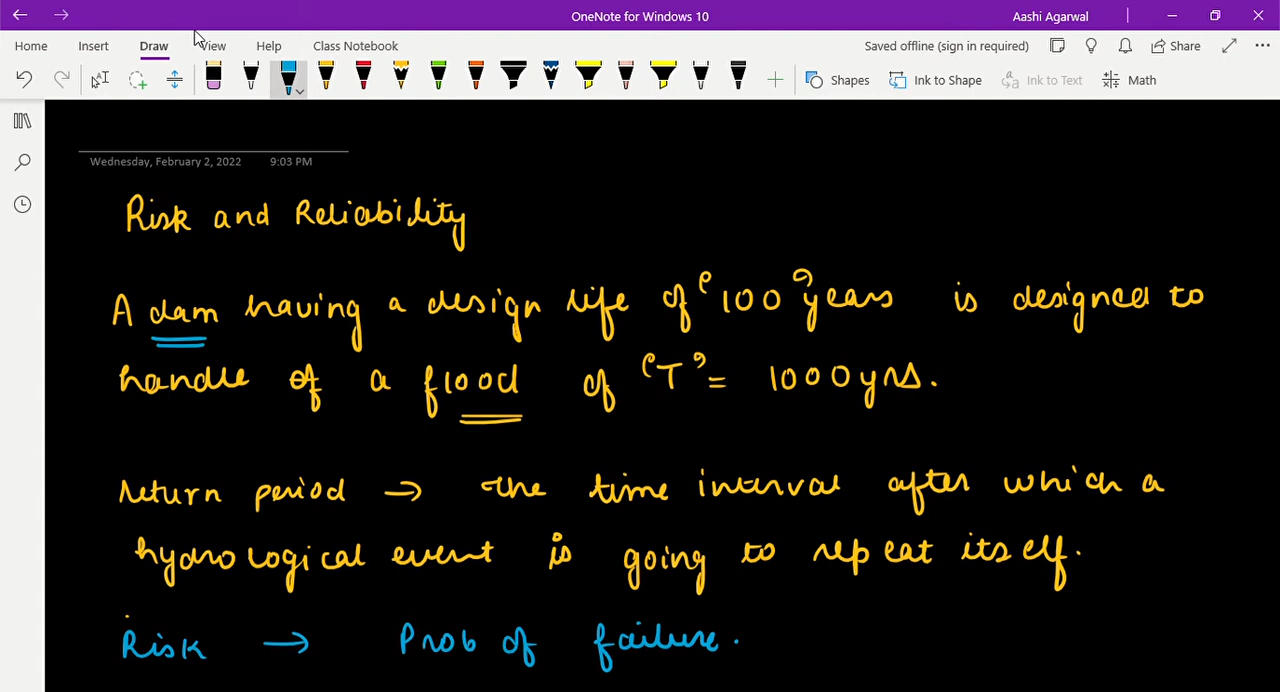 OneNote for Windows 10
Aashi Agarwal
Home Insert Draw View Help Class Notebook
Saved offline (sign in required)
Share
Shapes Ink to Shape Ink to Text Math
Wednesday, February 2, 2022 9:03 PM
Risk and Reliability
A dam having a design life of "100" years is designed to
handle of a flood of "T" = 1000 yrs.
return period → the time interval after which a
hydrological event is going to repeat itself.
Risk → Prob of failure.